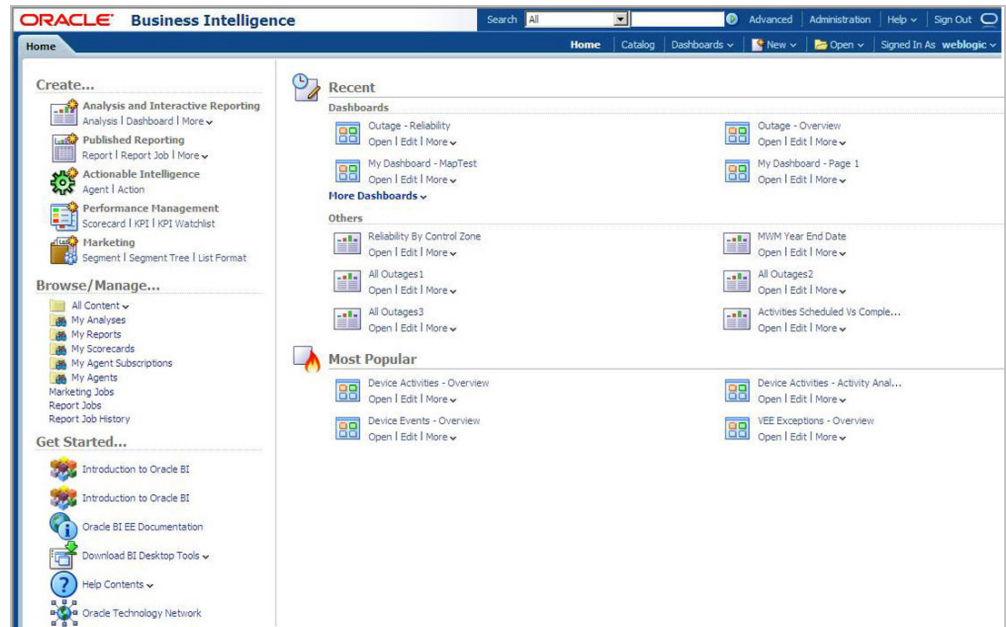 ORACLE Business Intelligence
Search All Advanced Administration Help Sign Out
Home
Home Catalog Dashboards New Open Signed In As weblogic
Create...
Analysis and Interactive Reporting
Analysis | Dashboard | More
Published Reporting
Report | Report Job | More
Actionable Intelligence
Agent | Action
Performance Management
Scorecard | KPI | KPI Watchlist
Marketing
Segment | Segment Tree | List Format
Browse/Manage...
All Content
My Analyses
My Reports
My Scorecards
My Agent Subscriptions
My Agents
Marketing Jobs
Report Jobs
Report Job History
Get Started...
Introduction to Oracle BI
Introduction to Oracle BI
Oracle BI EE Documentation
Download BI Desktop Tools
Help Contents
Oracle Technology Network
Recent
Dashboards
Outage - Reliability
Open | Edit | More
Outage - Overview
Open | Edit | More
My Dashboard - MapTest
Open | Edit | More
My Dashboard - Page 1
Open | Edit | More
More Dashboards
Others
Reliability By Control Zone
Open | Edit | More
MWM Year End Date
Open | Edit | More
All Outages1
Open | Edit | More
All Outages2
Open | Edit | More
All Outages3
Open | Edit | More
Activities Scheduled Vs Comple...
Open | Edit | More
Most Popular
Device Activities - Overview
Open | Edit | More
Device Activities - Activity Anal...
Open | Edit | More
Device Events - Overview
Open | Edit | More
VEE Exceptions - Overview
Open | Edit | More